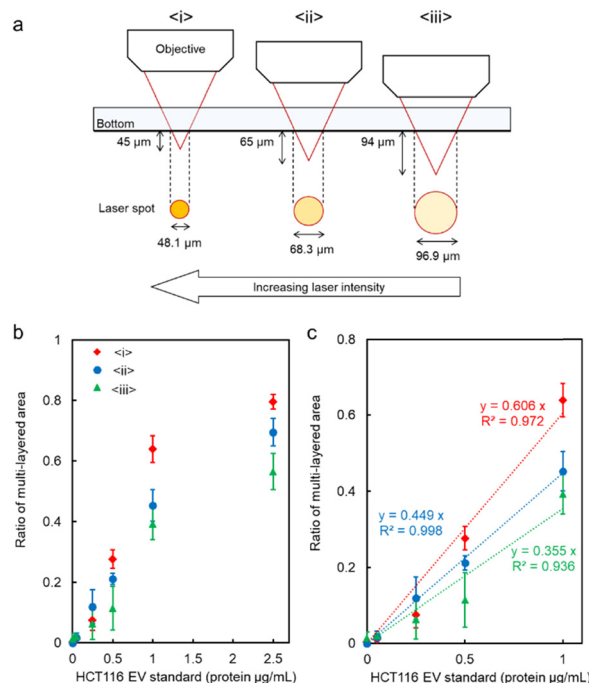 a
<i>
<ii>
<iii>
Objective
Bottom
45 μm
65 μm
94 μm
Laser spot
48.1 μm
68.3 μm
96.9 μm
Increasing laser intensity
b
<i>
<ii>
<iii>
Ratio of multi-layered area
1
0.8
0.6
0.4
0.2
0
0
0.5
1.0
1.5
2.0
2.5
HCT116 EV standard (protein μg/mL)
c
Ratio of multi-layered area
0.8
0.6
0.4
0.2
0
0
0.5
1
y = 0.606 x
R² = 0.972
y = 0.449 x
R² = 0.998
y = 0.355 x
R² = 0.936
HCT116 EV standard (protein μg/mL)